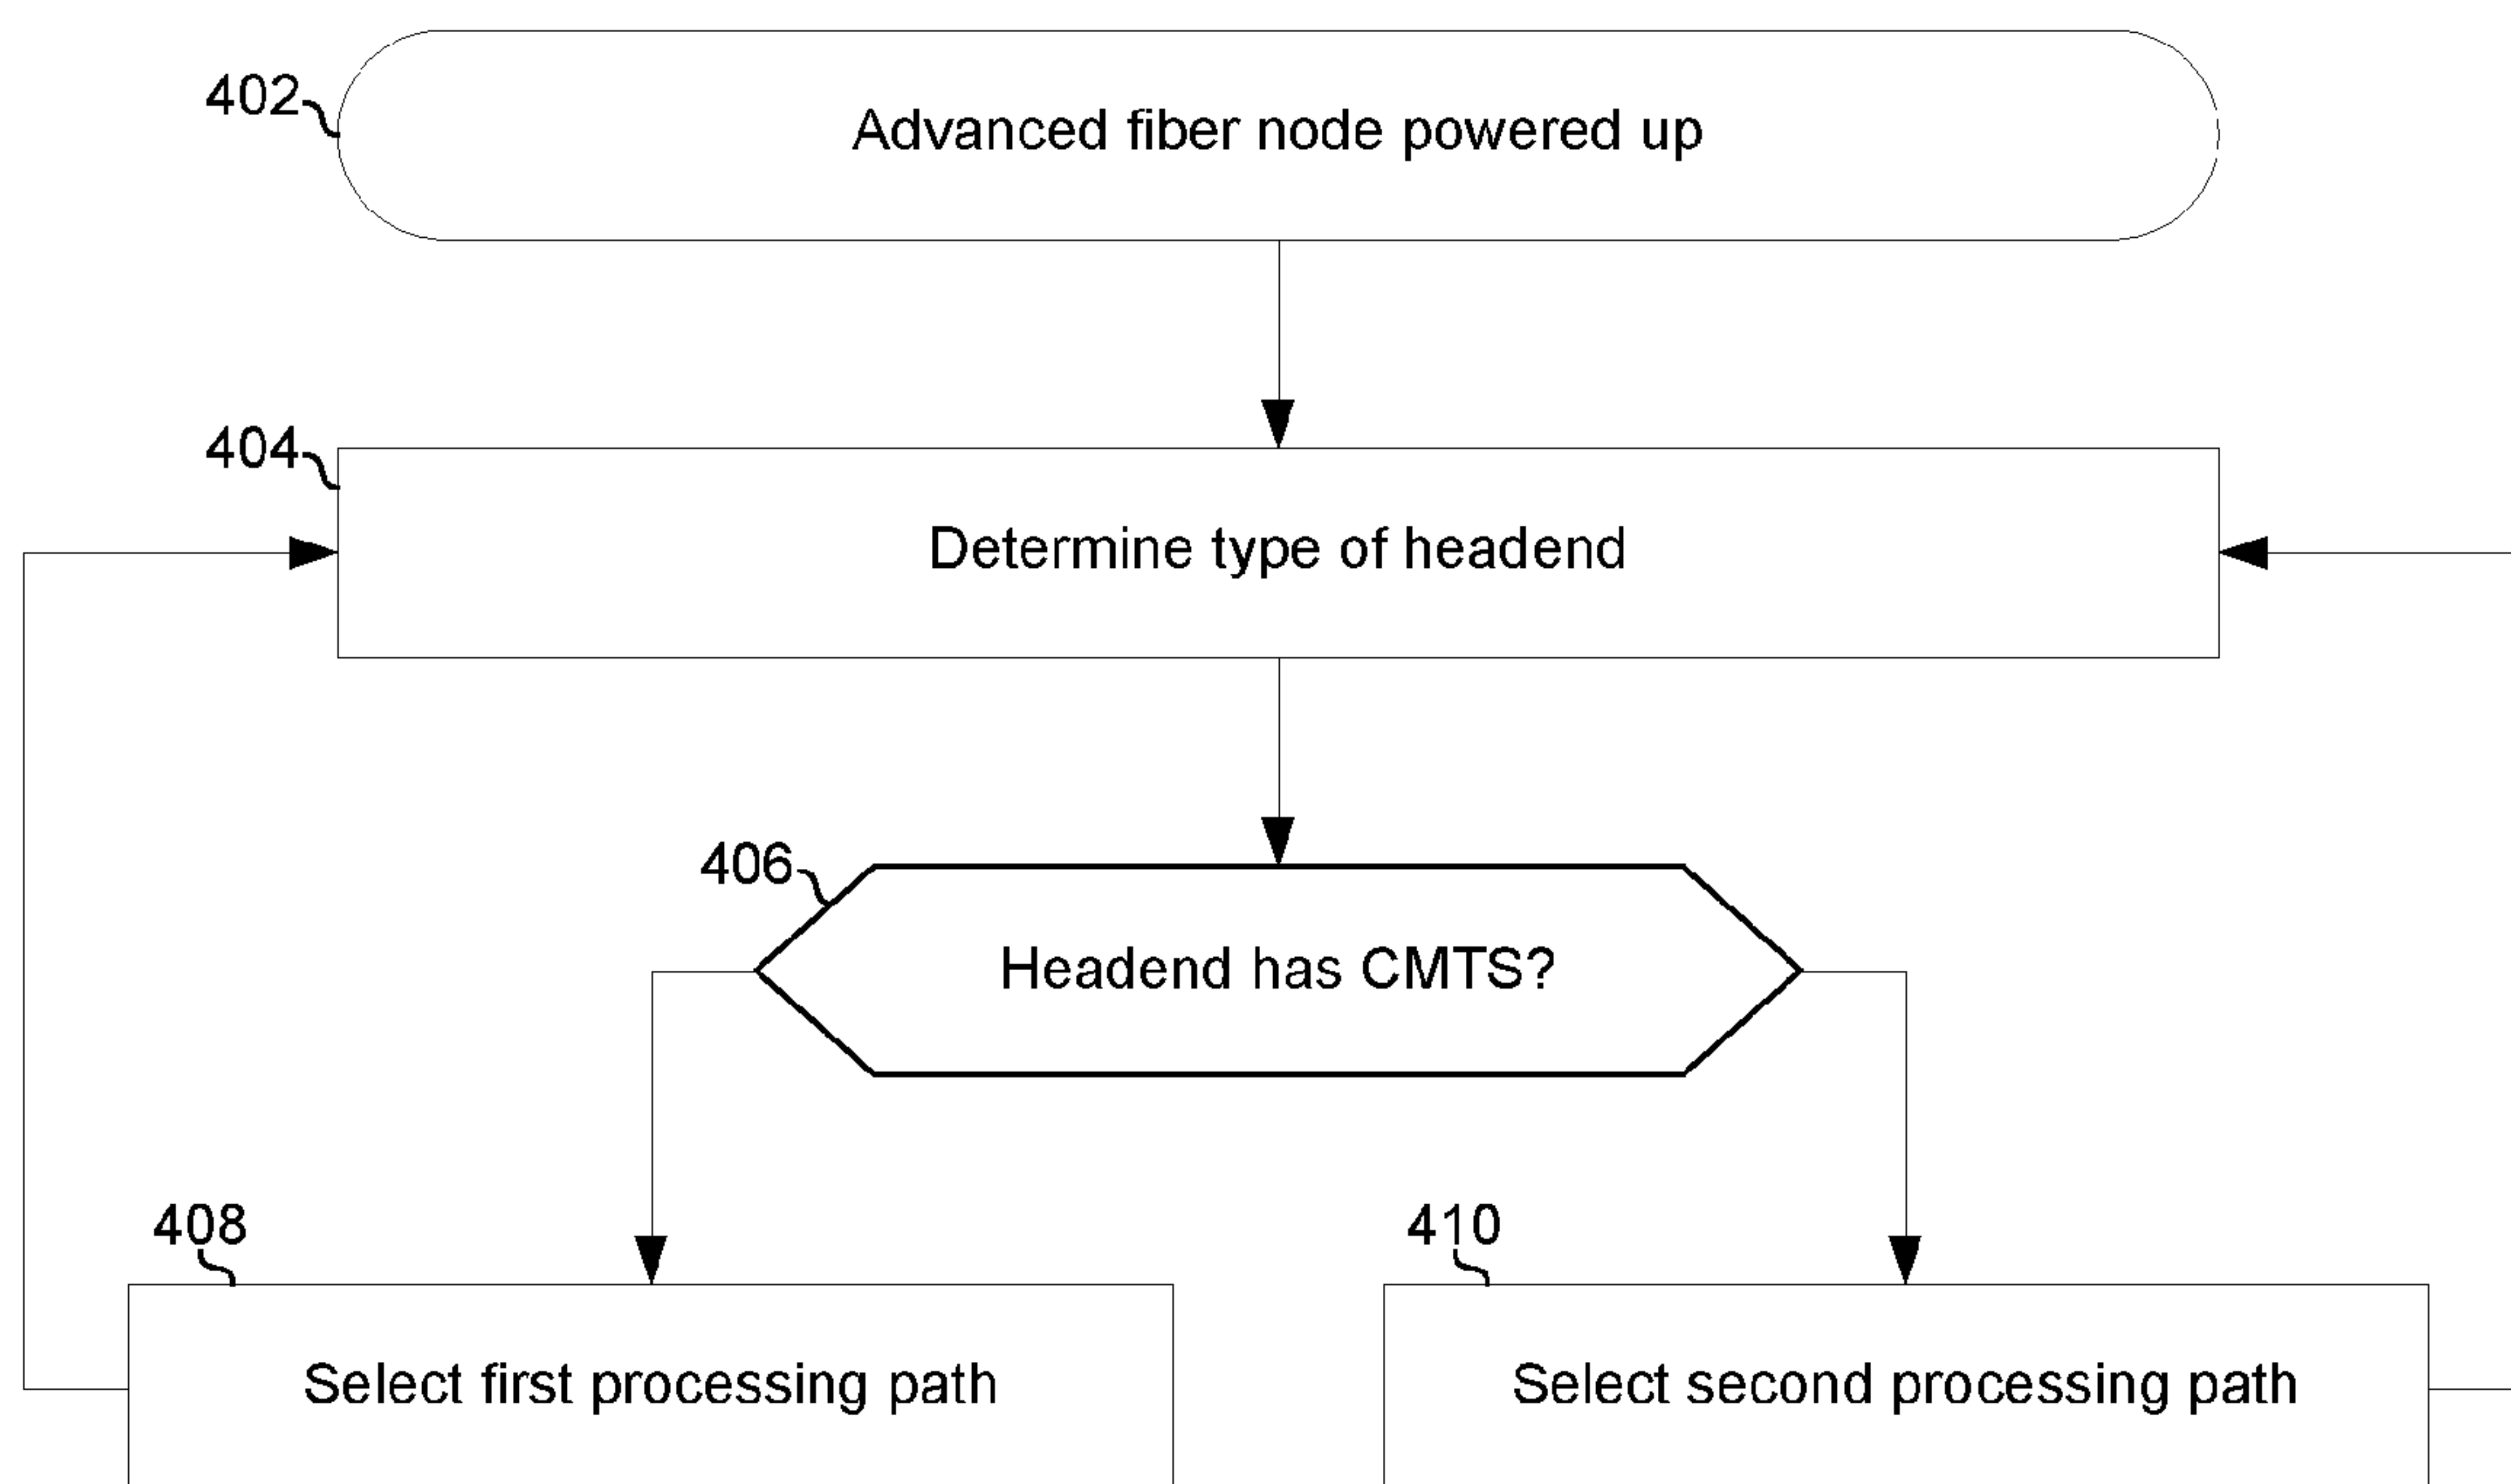 402
Advanced fiber node powered up
404
Determine type of headend
406
Headend has CMTS?
408
410
Select first processing path
Select second processing path